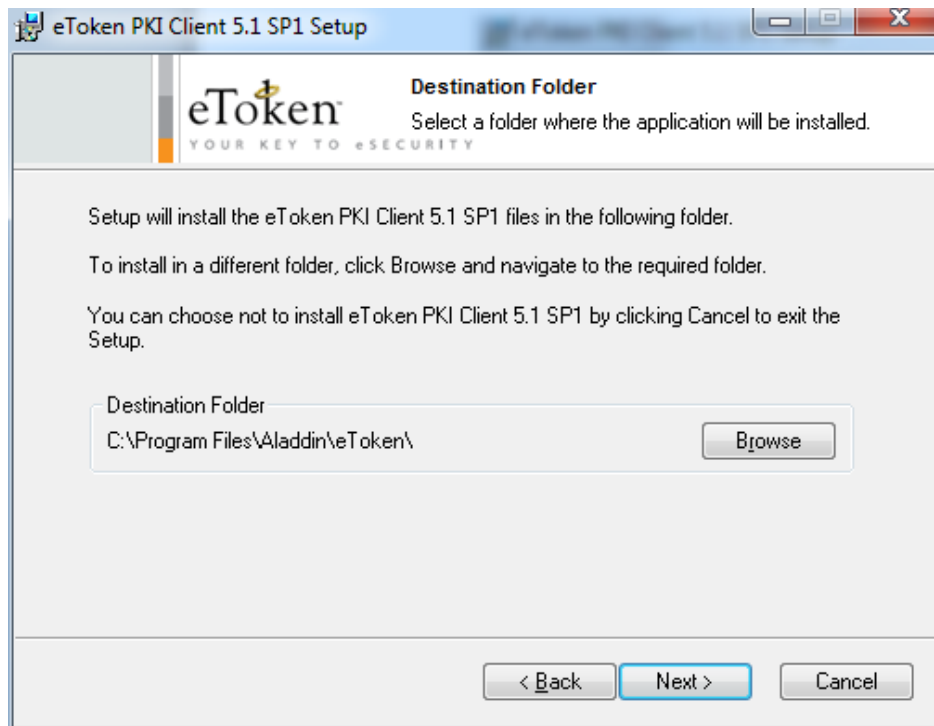 eToken PKI Client 5.1 SP1 Setup
eToken
YOUR KEY TO eSECURITY
Destination Folder
Select a folder where the application will be installed.
Setup will install the eToken PKI Client 5.1 SP1 files in the following folder.
To install in a different folder, click Browse and navigate to the required folder.
You can choose not to install eToken PKI Client 5.1 SP1 by clicking Cancel to exit the
Setup.
Destination Folder
C:\Program Files\Aladdin\eToken\
Browse
< Back
Next >
Cancel